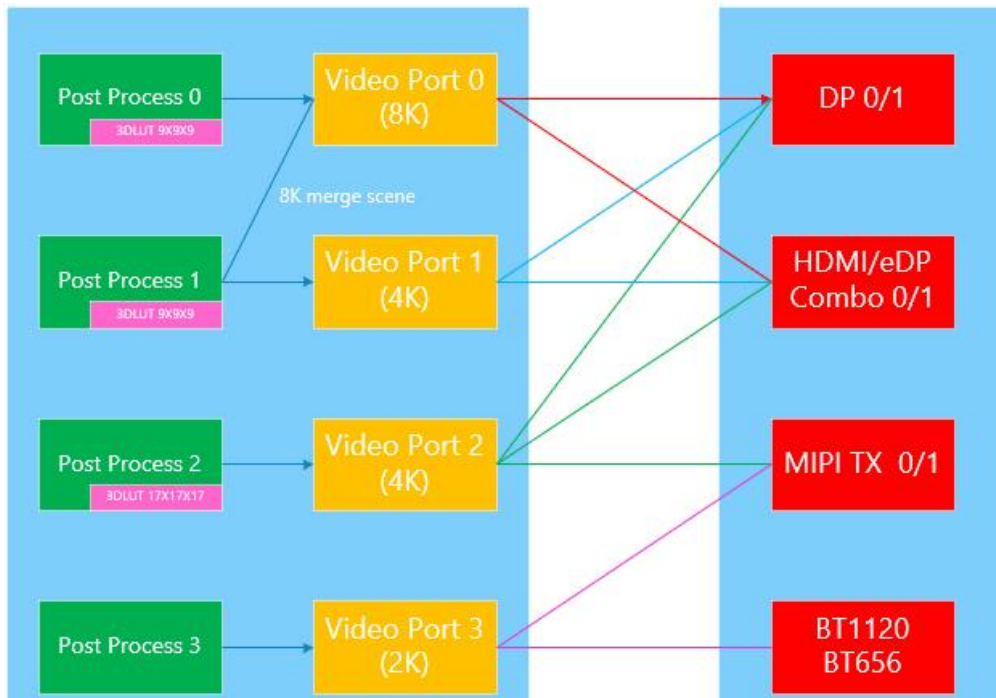 Post Process 0
3DLUT 9X9X9
Video Port 0
(8K)
DP 0/1
8K merge scene
Post Process 1
3DLUT 9X9X9
Video Port 1
(4K)
HDMI/eDP
Combo 0/1
Post Process 2
3DLUT 17X17X17
Video Port 2
(4K)
MIPI TX 0/1
Post Process 3
Video Port 3
(2K)
BT1120
BT656